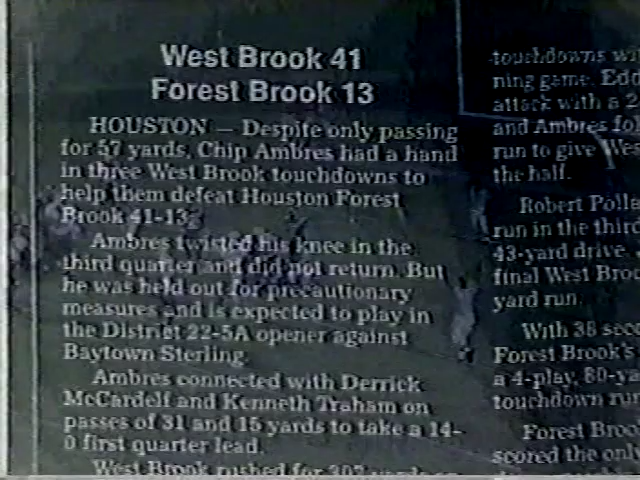 West Brook 41
Forest Brook 13
HOUSTON — Despite only passing
for 57 yards, Chip Ambres had a hand
in three West Brook touchdowns to
help them defeat Houston Forest
Brook 41-13.
Ambres twisted his knee in the
third quarter and did not return. But
he was held out for precautionary
measures and is expected to play in
the District 22-5A opener against
Baytown Sterling.
Ambres connected with Derrick
McCardell and Kenneth Traham on
passes of 31 and 15 yards to take a 14-
0 first quarter lead.
West Brook rushed for 307 yards
touchdowns
ning game.
attack with a 2
and Ambres
run to give
the half.
Robert
run in the third
43-yard drive
final West
yard run.
With 38
Forest Brook's
a 4-play,
touchdown
Forest
scored the only